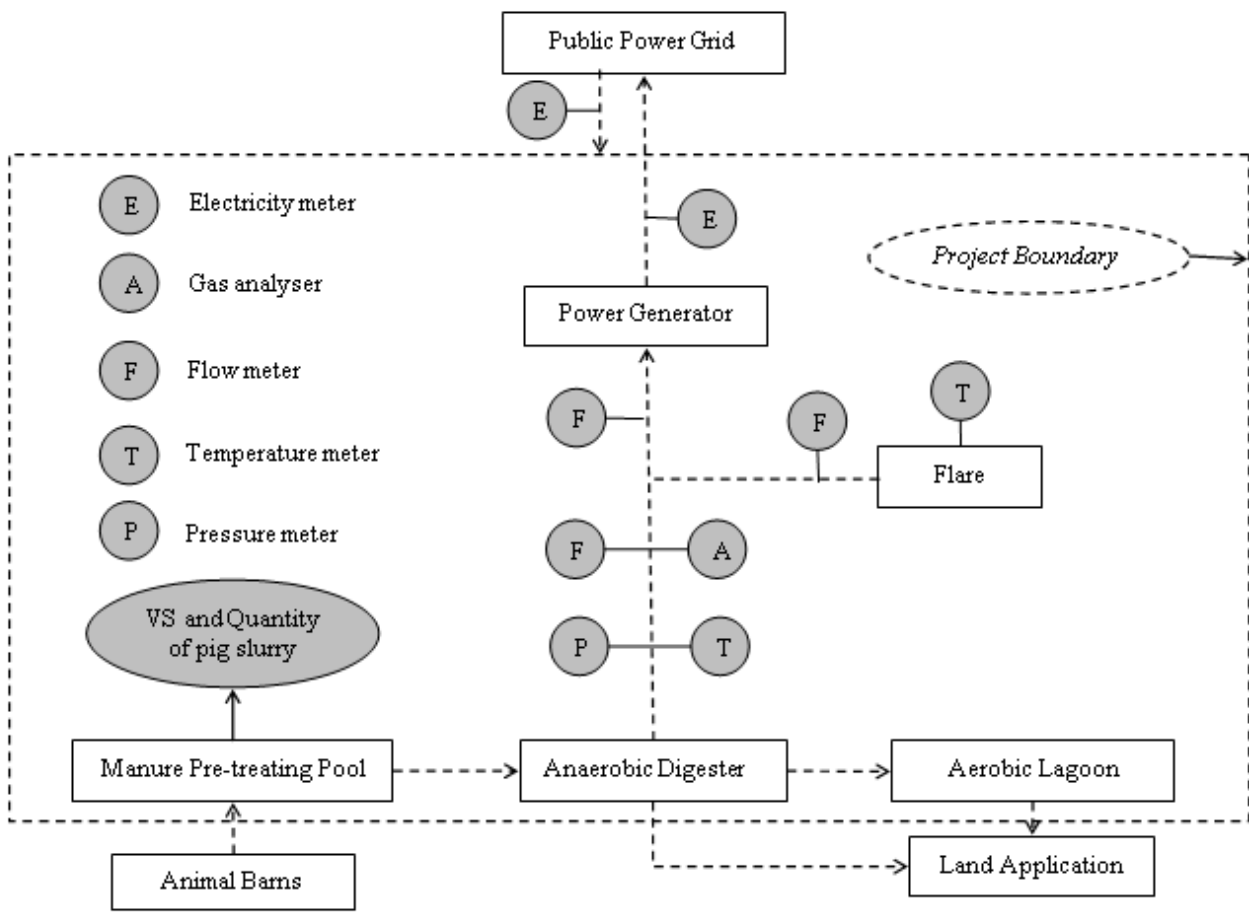 Public Power Grid
E
E
Electricity meter
E
Project Boundary
A
Gas analyser
Power Generator
F
Flow meter
F
F
T
T
Temperature meter
Flare
P
Pressure meter
F
A
VS and Quantity
of pig slurry
P
T
Manure Pre-treating Pool
Anaerobic Digester
Aerobic Lagoon
Animal Barns
Land Application